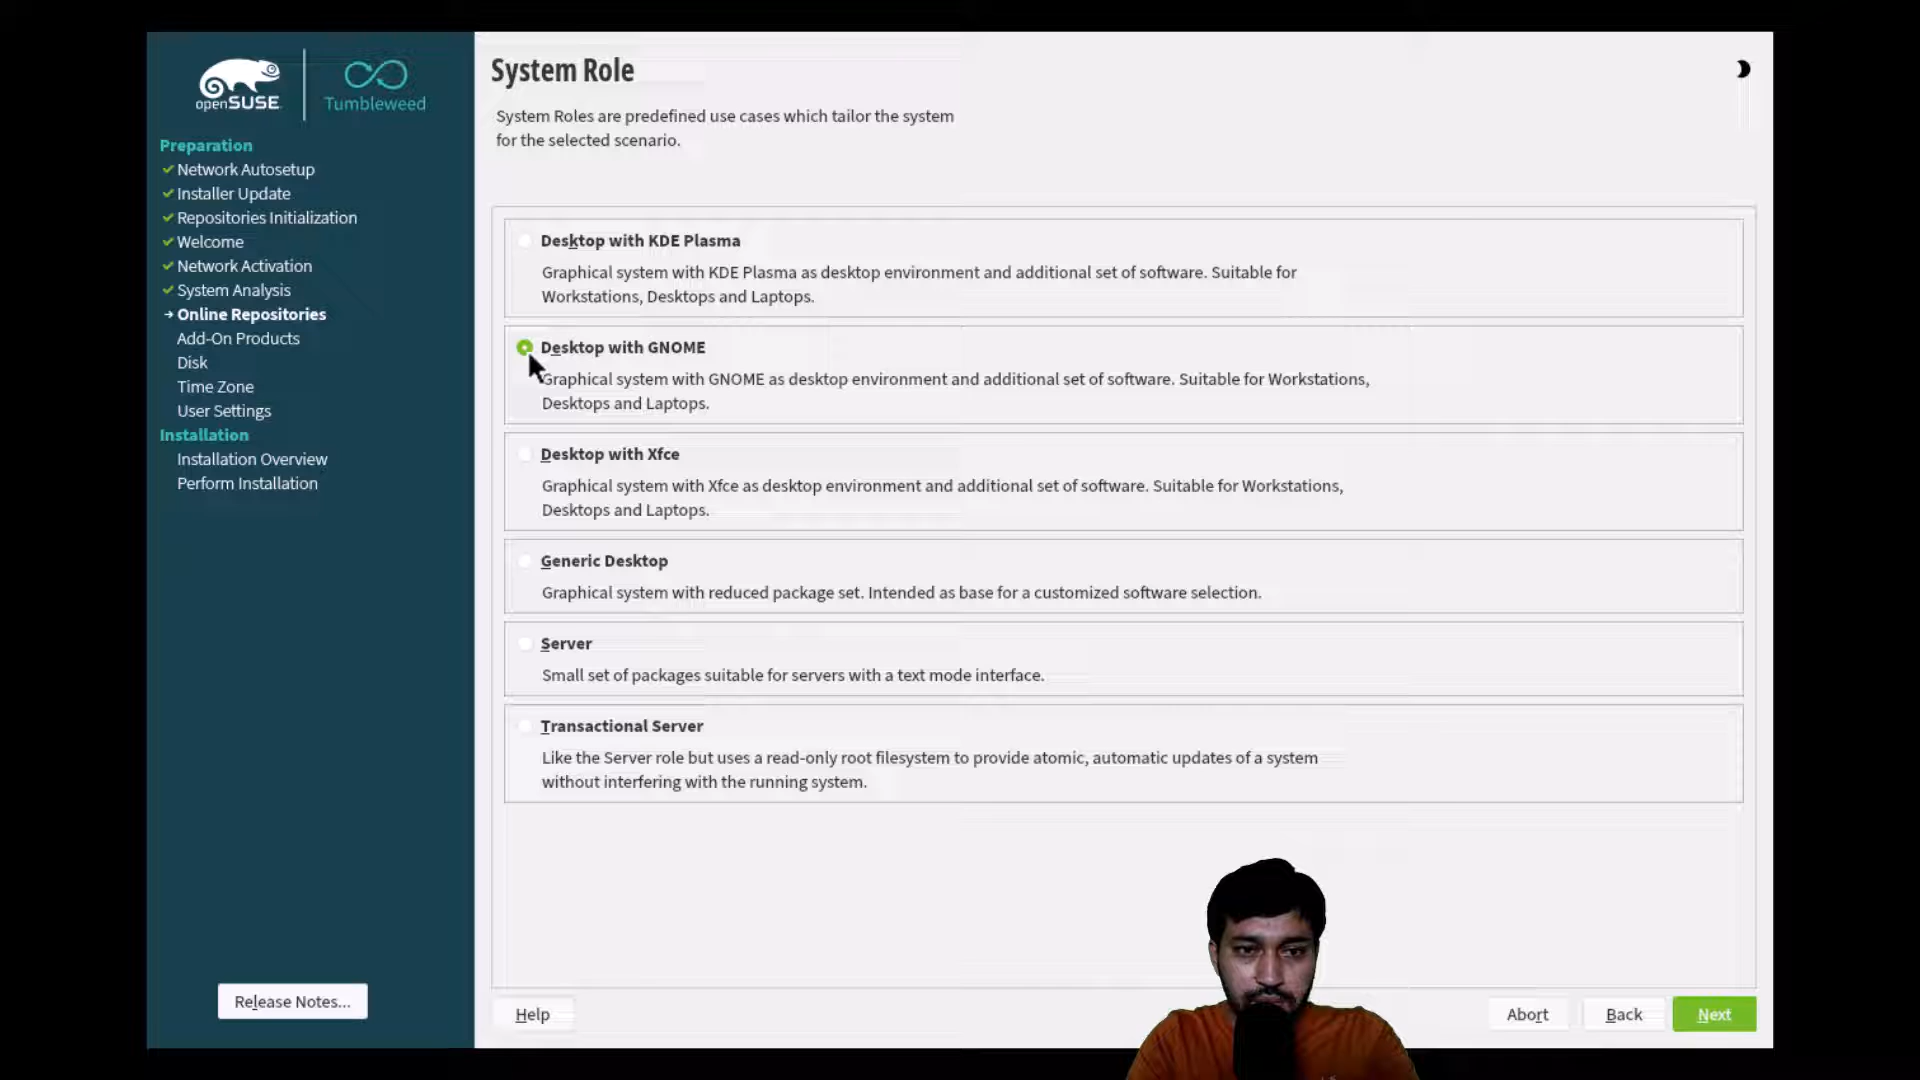 openSUSE
Tumbleweed
Preparation
Network Autosetup
Installer Update
Repositories Initialization
Welcome
Network Activation
System Analysis
Online Repositories
Add-On Products
Disk
Time Zone
User Settings
Installation
Installation Overview
Perform Installation
Release Notes...
System Role
System Roles are predefined use cases which tailor the system
for the selected scenario.
Desktop with KDE Plasma
Graphical system with KDE Plasma as desktop environment and additional set of software. Suitable for
Workstations, Desktops and Laptops.
Desktop with GNOME
Graphical system with GNOME as desktop environment and additional set of software. Suitable for Workstations,
Desktops and Laptops.
Desktop with Xfce
Graphical system with Xfce as desktop environment and additional set of software. Suitable for Workstations,
Desktops and Laptops.
Generic Desktop
Graphical system with reduced package set. Intended as base for a customized software selection.
Server
Small set of packages suitable for servers with a text mode interface.
Transactional Server
Like the Server role but uses a read-only root filesystem to provide atomic, automatic updates of a system
without interfering with the running system.
Help
Abort
Back
Next